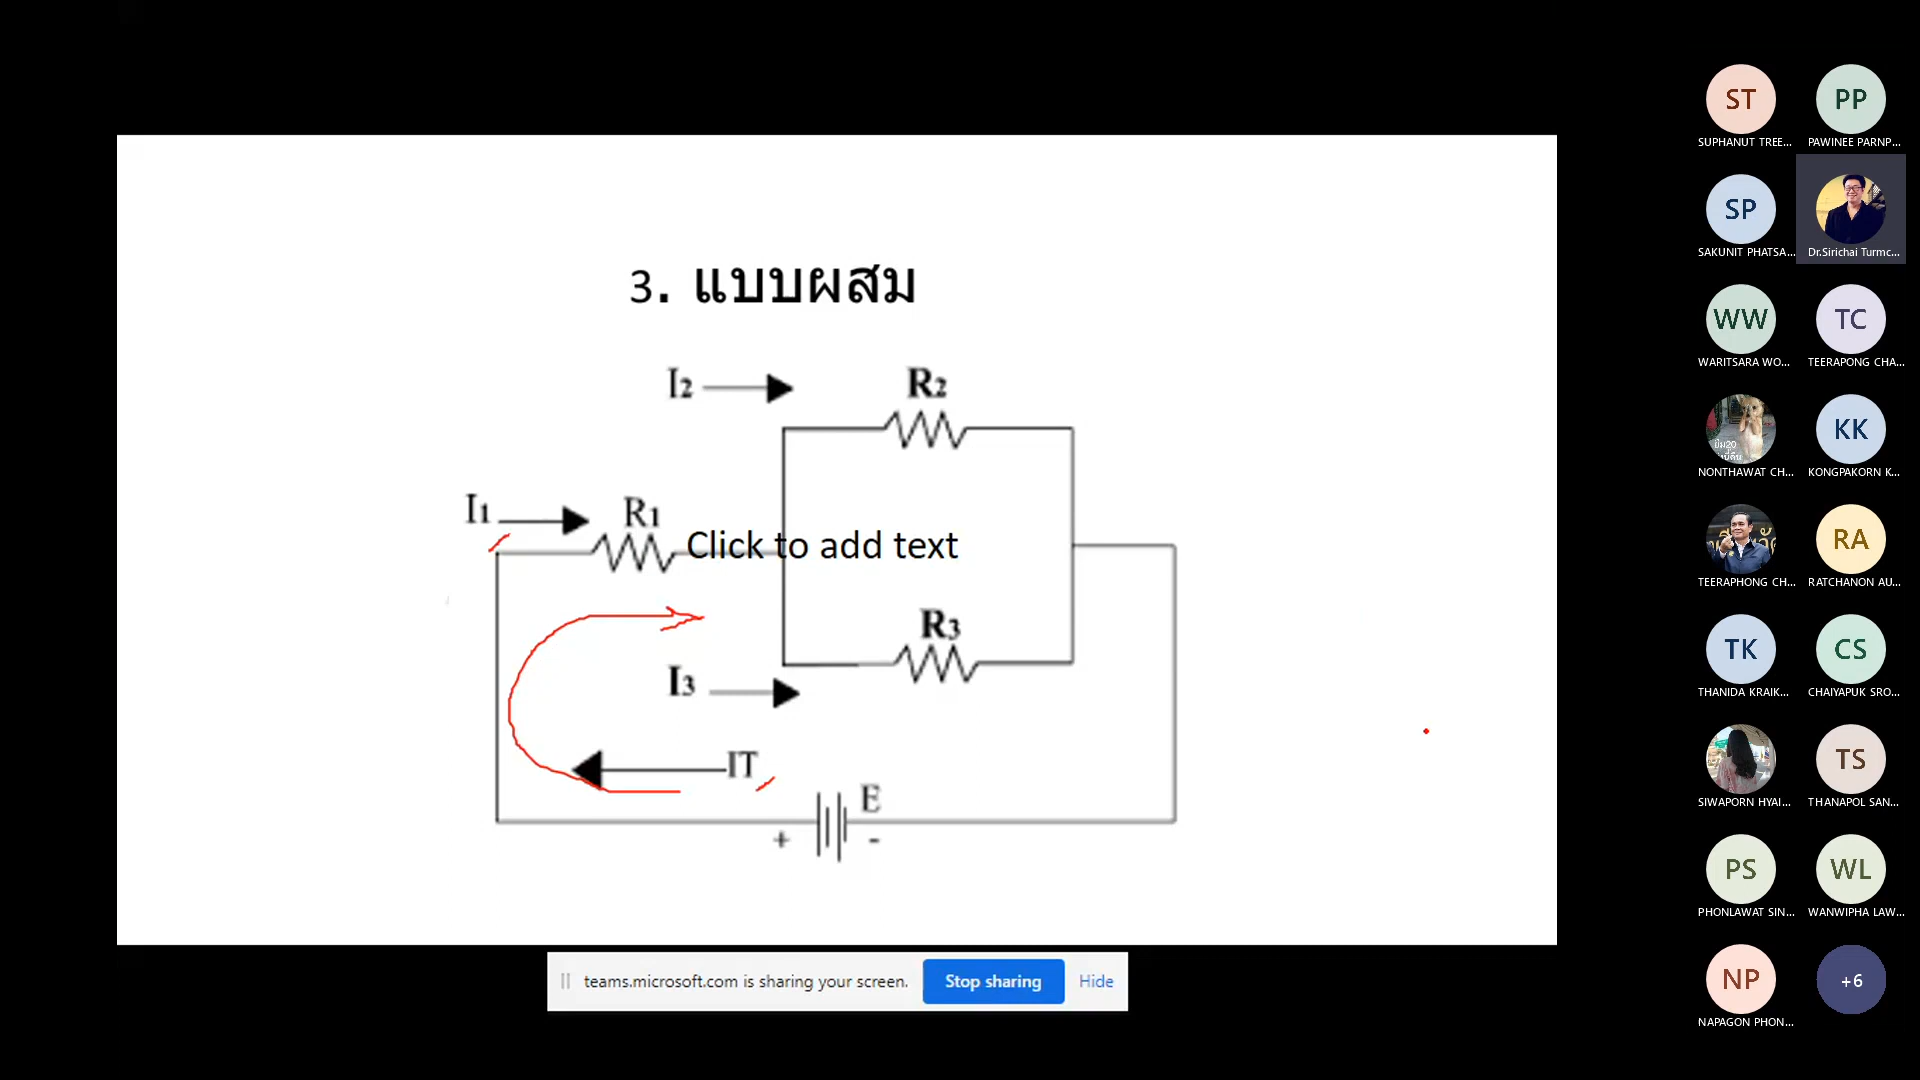 3. แบบผสม
I2
R2
I1
R1
Click to add text
R3
I3
IT
E
+
-
teams.microsoft.com is sharing your screen.
Stop sharing
Hide
ST
PP
SUPHANUT TREE...
PAWINEE PARNP...
SP
SAKUNIT PHATSA...
Dr.Sirichai Turmc...
WW
TC
WARITSARA WO...
TEERAPONG CHA...
KK
NONTHAWAT CH...
KONGPAKORN K...
RA
TEERAPHONG CH...
RATCHANON AU...
TK
CS
THANIDA KRAIK...
CHAIYAPUK SRO...
TS
SIWAPORN HYAI...
THANAPOL SAN...
PS
WL
PHONLAWAT SIN...
WANWIPHA LAW...
NP
+6
NAPAGON PHON...